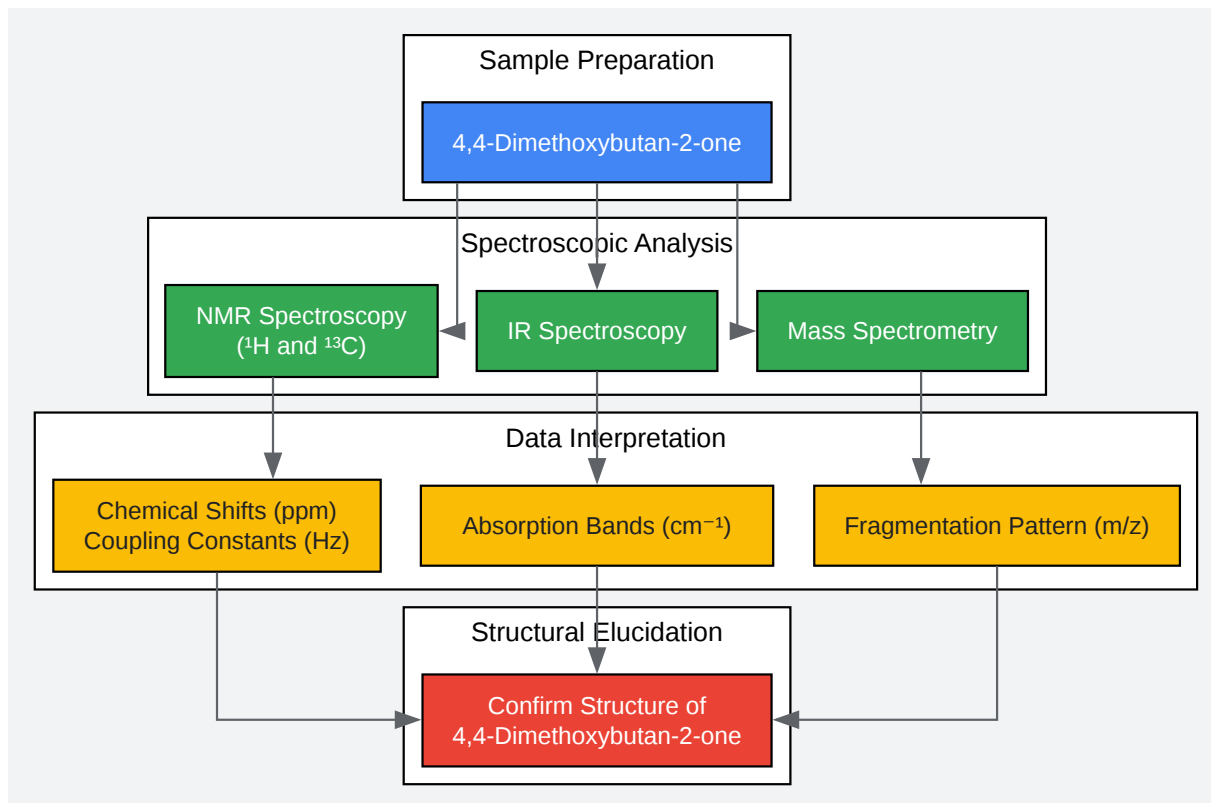 Sample Preparation
4,4-Dimethoxybutan-2-one
Spectroscopic Analysis
NMR Spectroscopy
(¹H and ¹³C)
IR Spectroscopy
Mass Spectrometry
Data Interpretation
Chemical Shifts (ppm)
Coupling Constants (Hz)
Absorption Bands (cm⁻¹)
Fragmentation Pattern (m/z)
Structural Elucidation
Confirm Structure of
4,4-Dimethoxybutan-2-one